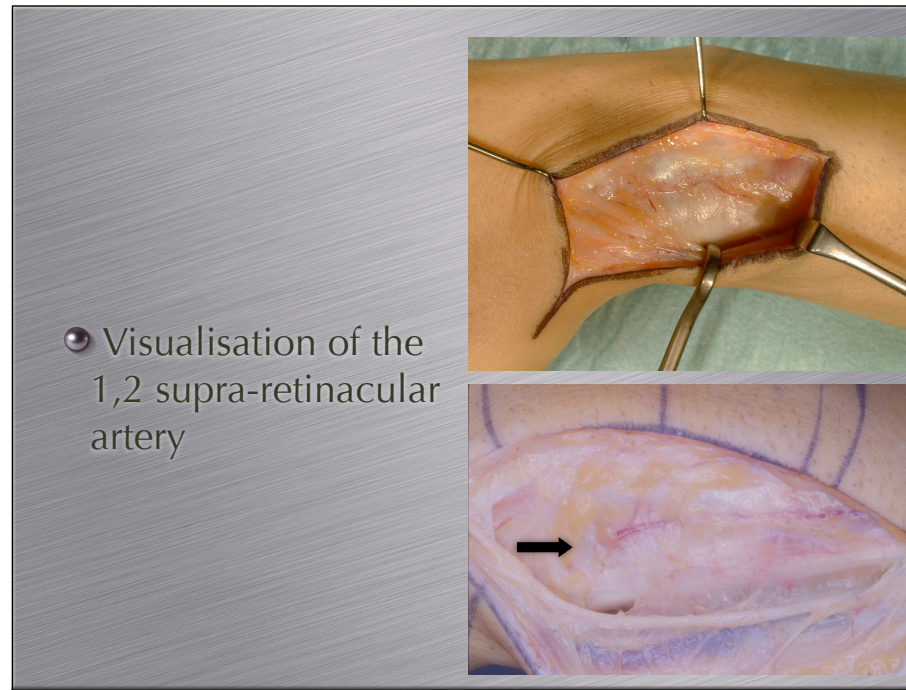 Visualisation of the
1,2 supra-retinacular
artery